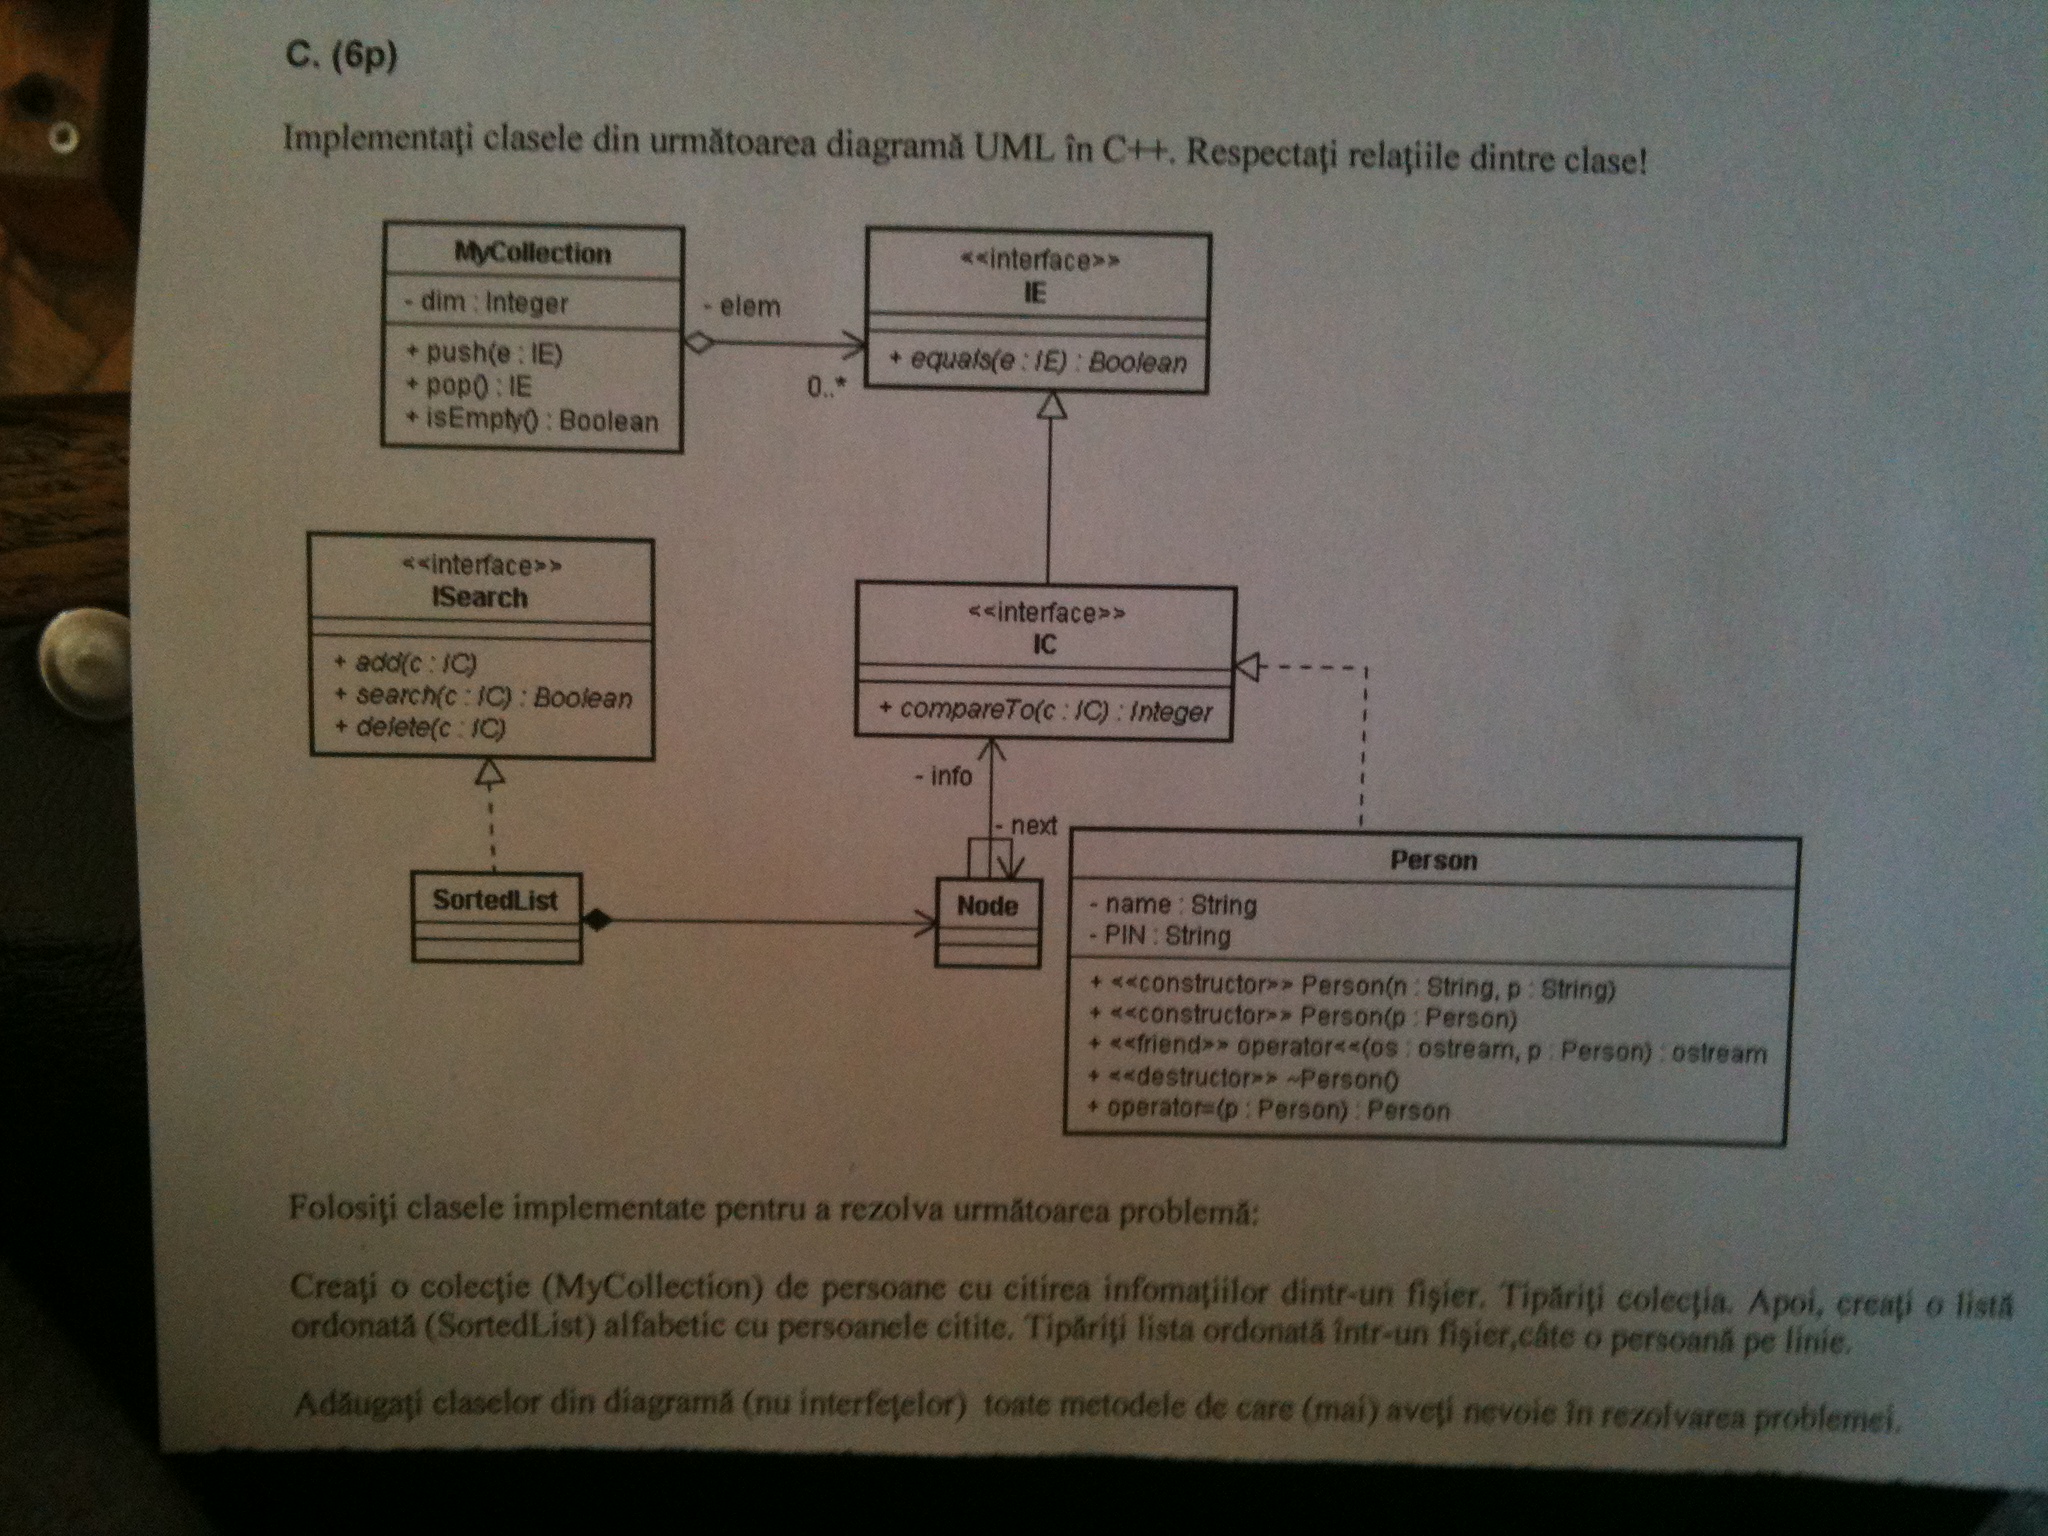 C. (6p)
Implementaţi clasele din următoarea diagramă UML în C++. Respectaţi relaţiile dintre clase!
MyCollection
- dim : Integer
+ push(e : IE)
+ pop() : IE
+ isEmpty() : Boolean
- elem
0..*
<<interface>>
IE
+ equals(e : IE) : Boolean
<<interface>>
ISearch
+ add(c : IC)
+ search(c : IC) : Boolean
+ delete(c : IC)
<<interface>>
IC
+ compareTo(c : IC) : Integer
- info
- next
SortedList
Node
Person
- name : String
- PIN : String
+ <<constructor>> Person(n : String, p : String)
+ <<constructor>> Person(p : Person)
+ <<friend>> operator<<(os : ostream, p : Person) : ostream
+ <<destructor>> ~Person()
+ operator=(p : Person) : Person
Folosiţi clasele implementate pentru a rezolva următoarea problemă:
Creaţi o colecţie (MyCollection) de persoane cu citirea infomaţiilor dintr-un fişier. Tipăriţi colecţia. Apoi, creaţi o listă
ordonată (SortedList) alfabetic cu persoanele citite. Tipăriţi lista ordonată într-un fişier,câte o persoană pe linie.
Adăugaţi claselor din diagramă (nu interfeţelor) toate metodele de care (mai) aveţi nevoie în rezolvarea problemei.